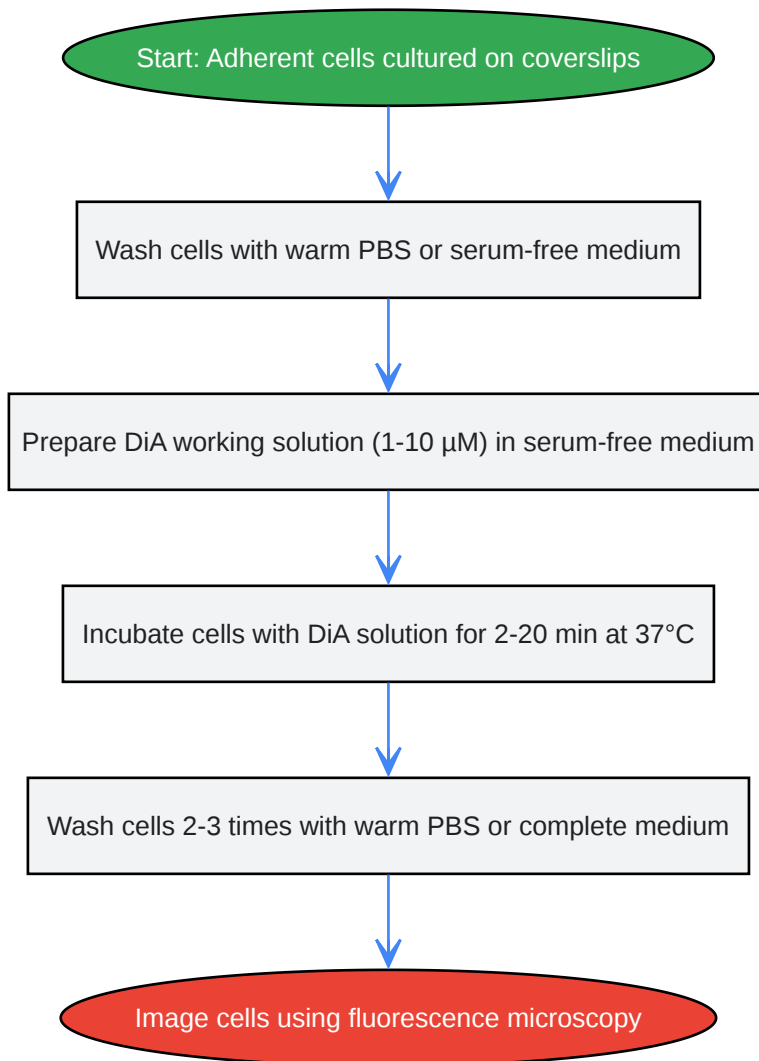 Start: Adherent cells cultured on coverslips
Wash cells with warm PBS or serum-free medium
Prepare DiA working solution (1-10 µM) in serum-free medium
Incubate cells with DiA solution for 2-20 min at 37°C
Wash cells 2-3 times with warm PBS or complete medium
Image cells using fluorescence microscopy